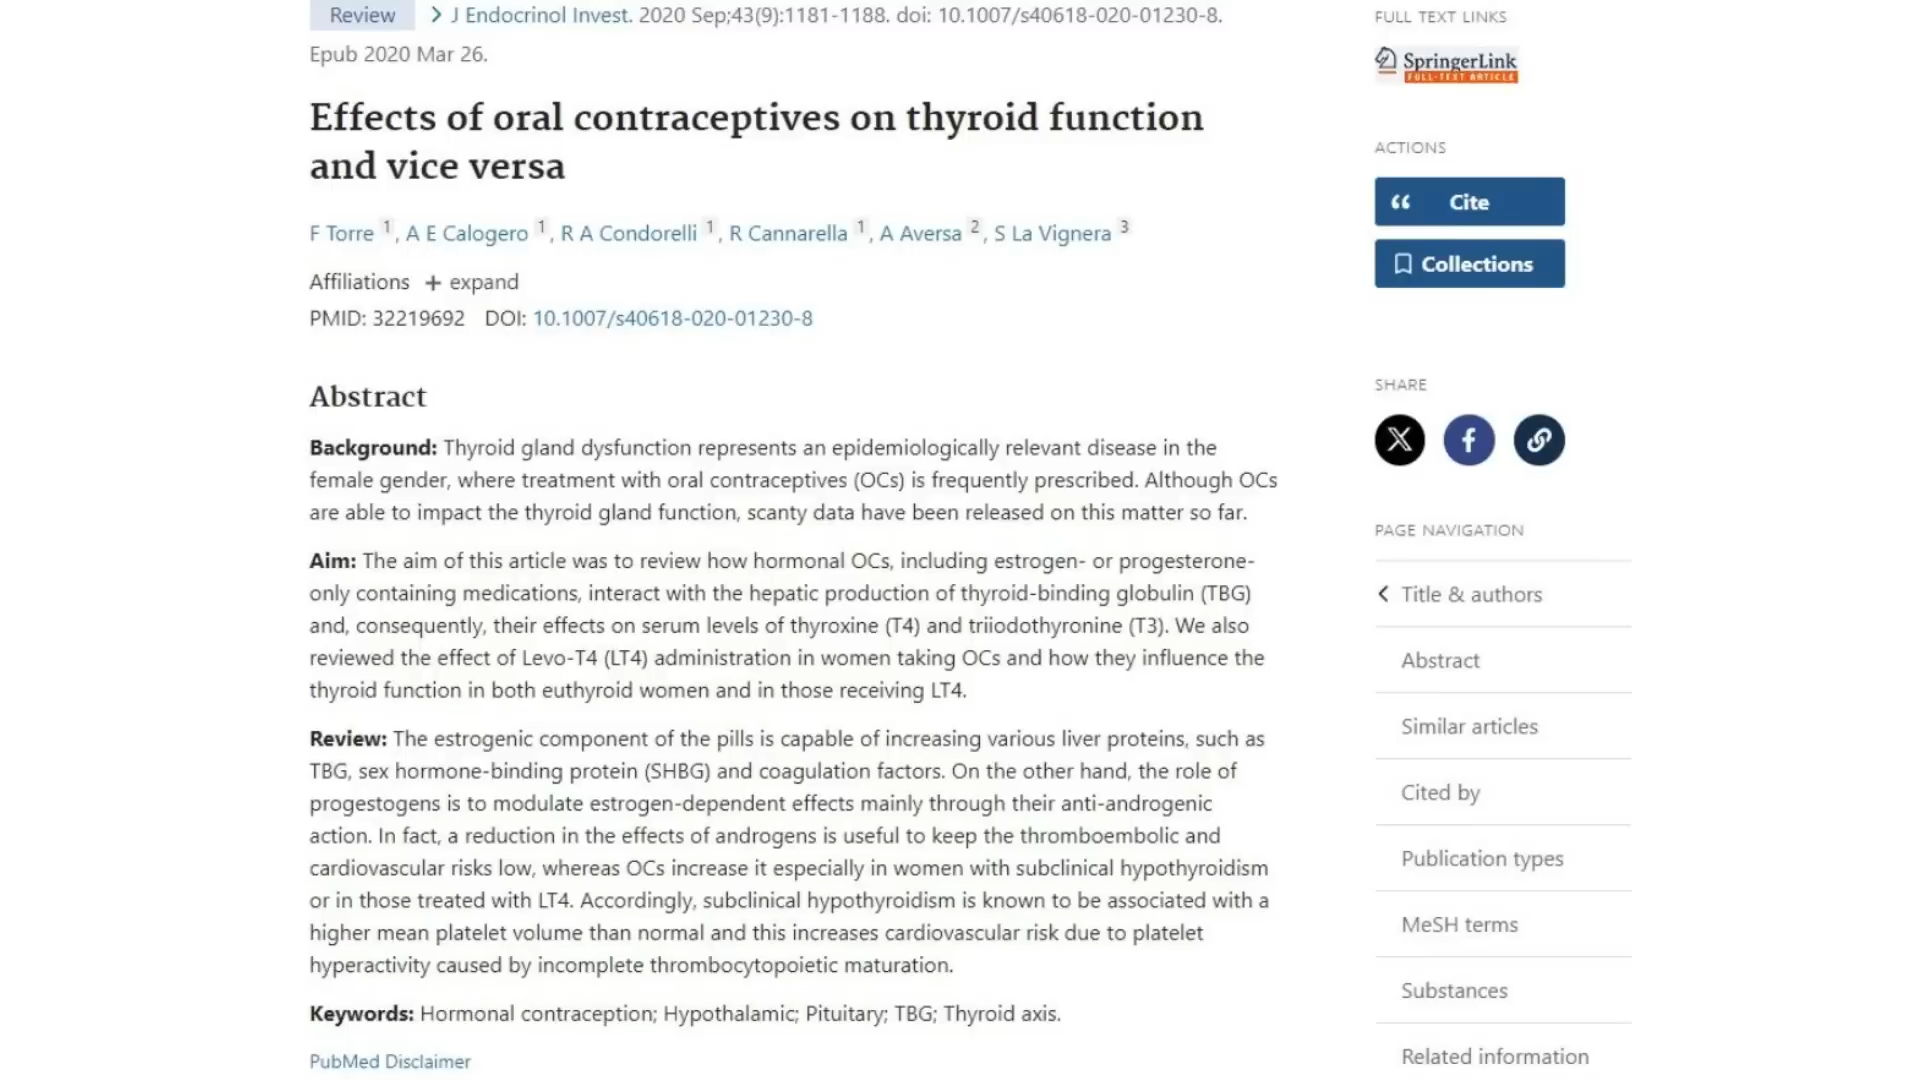 Review
J Endocrinol Invest. 2020 Sep;43(9):1181-1188. doi: 10.1007/s40618-020-01230-8.
Epub 2020 Mar 26.
Effects of oral contraceptives on thyroid function
and vice versa
F Torre 1, A E Calogero 1, R A Condorelli 1, R Cannarella 1, A Aversa 2, S La Vignera 3
Affiliations + expand
PMID: 32219692 DOI: 10.1007/s40618-020-01230-8
Abstract
Background: Thyroid gland dysfunction represents an epidemiologically relevant disease in the
female gender, where treatment with oral contraceptives (OCs) is frequently prescribed. Although OCs
are able to impact the thyroid gland function, scanty data have been released on this matter so far.
Aim: The aim of this article was to review how hormonal OCs, including estrogen- or progesterone-
only containing medications, interact with the hepatic production of thyroid-binding globulin (TBG)
and, consequently, their effects on serum levels of thyroxine (T4) and triiodothyronine (T3). We also
reviewed the effect of Levo-T4 (LT4) administration in women taking OCs and how they influence the
thyroid function in both euthyroid women and in those receiving LT4.
Review: The estrogenic component of the pills is capable of increasing various liver proteins, such as
TBG, sex hormone-binding protein (SHBG) and coagulation factors. On the other hand, the role of
progestogens is to modulate estrogen-dependent effects mainly through their anti-androgenic
action. In fact, a reduction in the effects of androgens is useful to keep the thromboembolic and
cardiovascular risks low, whereas OCs increase it especially in women with subclinical hypothyroidism
or in those treated with LT4. Accordingly, subclinical hypothyroidism is known to be associated with a
higher mean platelet volume than normal and this increases cardiovascular risk due to platelet
hyperactivity caused by incomplete thrombocytopoietic maturation.
Keywords: Hormonal contraception; Hypothalamic; Pituitary; TBG; Thyroid axis.
PubMed Disclaimer
FULL TEXT LINKS
SpringerLink
FULL-TEXT ARTICLE
ACTIONS
Cite
Collections
SHARE
PAGE NAVIGATION
Title & authors
Abstract
Similar articles
Cited by
Publication types
MeSH terms
Substances
Related information